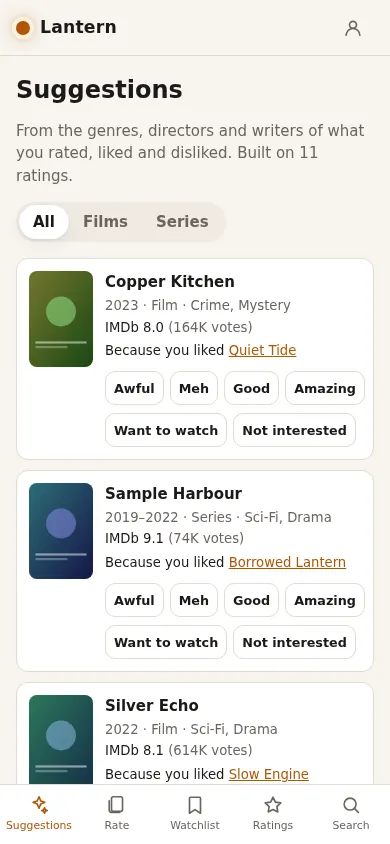 Lantern
Suggestions
From the genres, directors and writers of what
you rated, liked and disliked. Built on 11
ratings.
All Films Series
Copper Kitchen
2023 · Film · Crime, Mystery
IMDb 8.0 (164K votes)
Because you liked Quiet Tide
Awful Meh Good Amazing
Want to watch Not interested
Sample Harbour
2019–2022 · Series · Sci-Fi, Drama
IMDb 9.1 (74K votes)
Because you liked Borrowed Lantern
Awful Meh Good Amazing
Want to watch Not interested
Silver Echo
2022 · Film · Sci-Fi, Drama
IMDb 8.1 (614K votes)
Because you liked Slow Engine
Suggestions Rate Watchlist Ratings Search